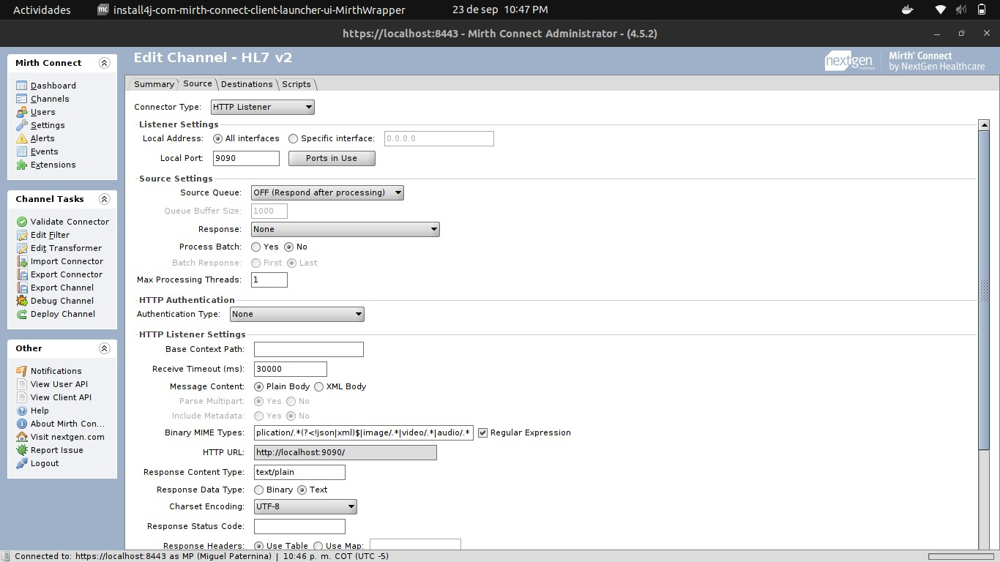 Actividades install4j-com-mirth-connect-client-launcher-ui-MirthWrapper 23 de sep 10:47 PM
https://localhost:8443 - Mirth Connect Administrator - (4.5.2)
Mirth Connect
Dashboard
Channels
Users
Settings
Alerts
Events
Extensions
Channel Tasks
Validate Connector
Edit Filter
Edit Transformer
Import Connector
Export Connector
Export Channel
Debug Channel
Deploy Channel
Other
Notifications
View User API
View Client API
Help
About Mirth Con...
Visit nextgen.com
Report Issue
Logout
Edit Channel - HL7 v2
nextgen healthcare
Mirth® Connect
by NextGen Healthcare
Summary Source Destinations Scripts
Connector Type: HTTP Listener
Listener Settings
Local Address: All interfaces Specific interface: 0.0.0.0
Local Port: 9090 Ports in Use
Source Settings
Source Queue: OFF (Respond after processing)
Queue Buffer Size: 1000
Response: None
Process Batch: Yes No
Batch Response: First Last
Max Processing Threads: 1
HTTP Authentication
Authentication Type: None
HTTP Listener Settings
Base Context Path:
Receive Timeout (ms): 30000
Message Content: Plain Body XML Body
Parse Multipart: Yes No
Include Metadata: Yes No
Binary MIME Types: plication/.*(?<!json|xml)$|image/.*|video/.*|audio/.* Regular Expression
HTTP URL: http://localhost:9090/
Response Content Type: text/plain
Response Data Type: Binary Text
Charset Encoding: UTF-8
Response Status Code:
Response Headers: Use Table Use Map:
Connected to: https://localhost:8443 as MP (Miguel Paternina) | 10:46 p. m. COT (UTC -5)